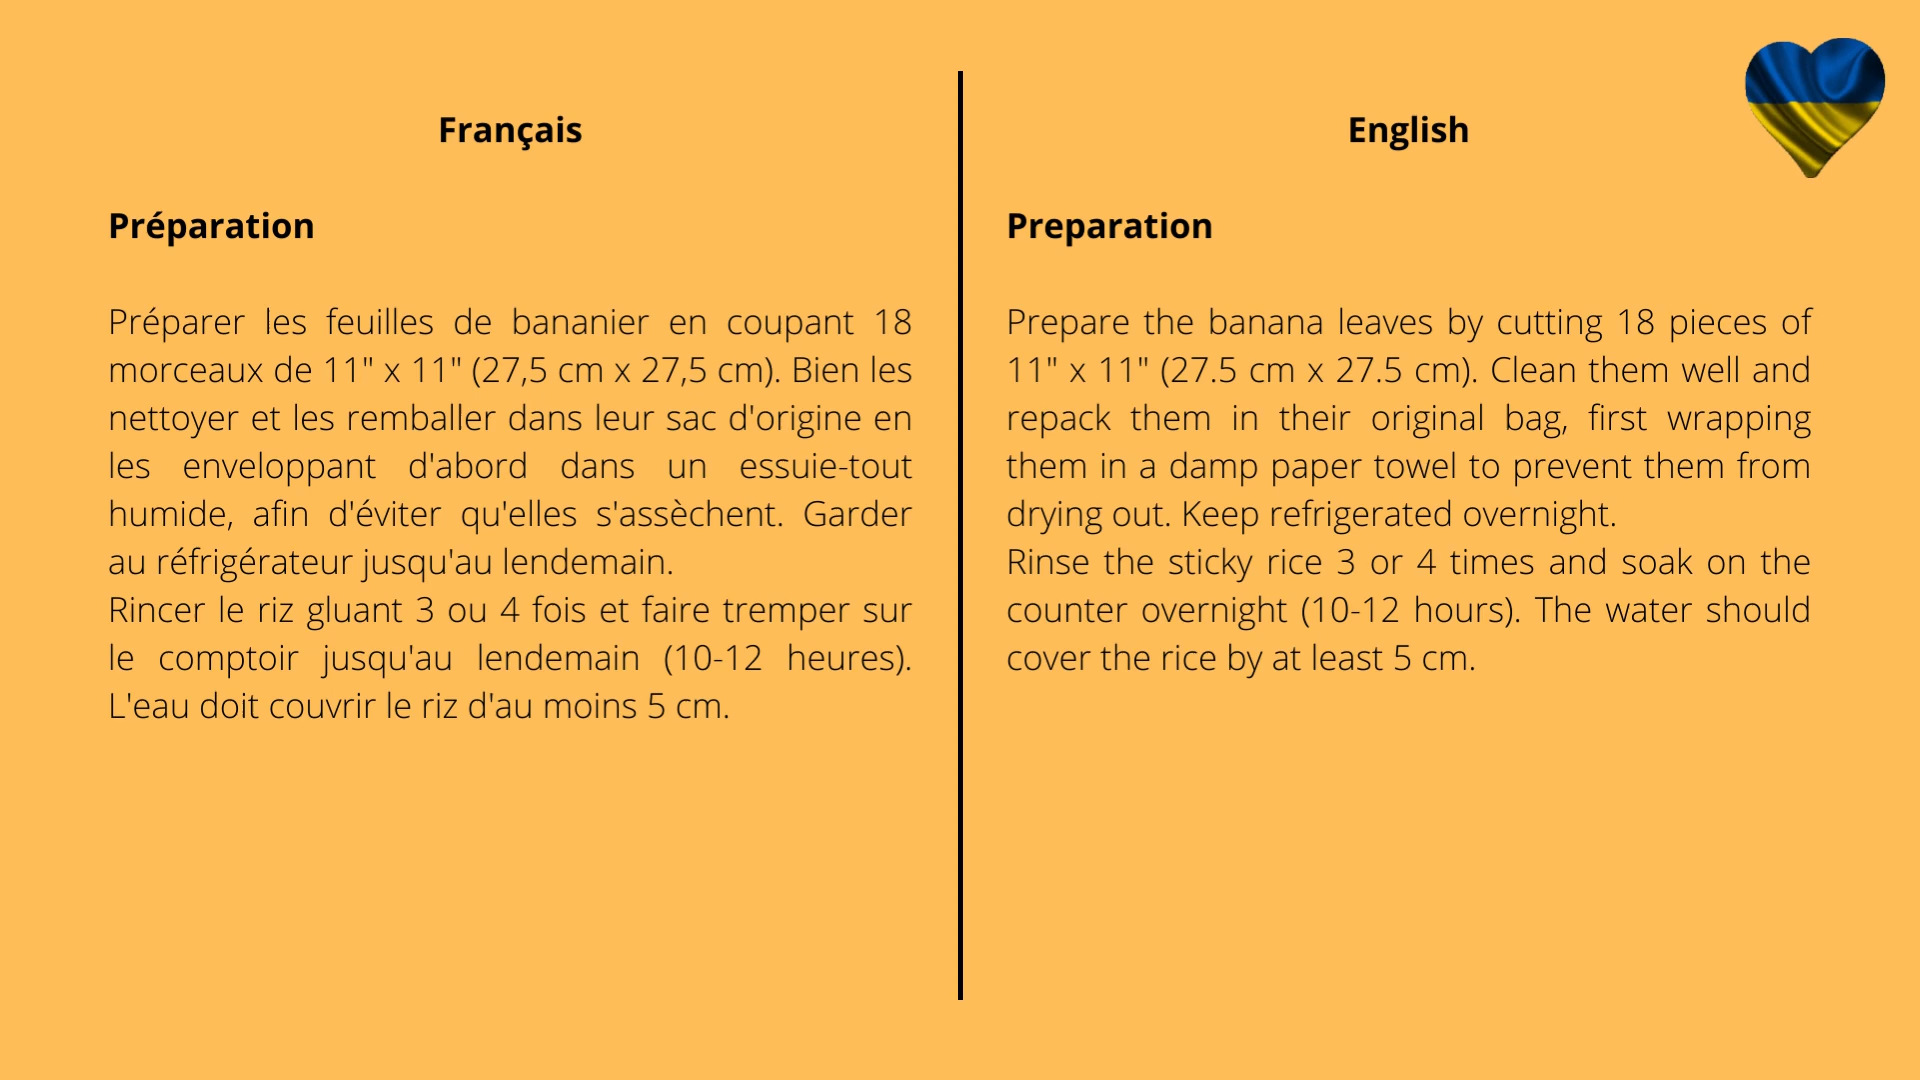 Français
Préparation
Préparer les feuilles de bananier en coupant 18
morceaux de 11" x 11" (27,5 cm x 27,5 cm). Bien les
nettoyer et les remballer dans leur sac d'origine en
les enveloppant d'abord dans un essuie-tout
humide, afin d'éviter qu'elles s'assèchent. Garder
au réfrigérateur jusqu'au lendemain.
Rincer le riz gluant 3 ou 4 fois et faire tremper sur
le comptoir jusqu'au lendemain (10-12 heures).
L'eau doit couvrir le riz d'au moins 5 cm.
English
Preparation
Prepare the banana leaves by cutting 18 pieces of
11" x 11" (27.5 cm x 27.5 cm). Clean them well and
repack them in their original bag, first wrapping
them in a damp paper towel to prevent them from
drying out. Keep refrigerated overnight.
Rinse the sticky rice 3 or 4 times and soak on the
counter overnight (10-12 hours). The water should
cover the rice by at least 5 cm.